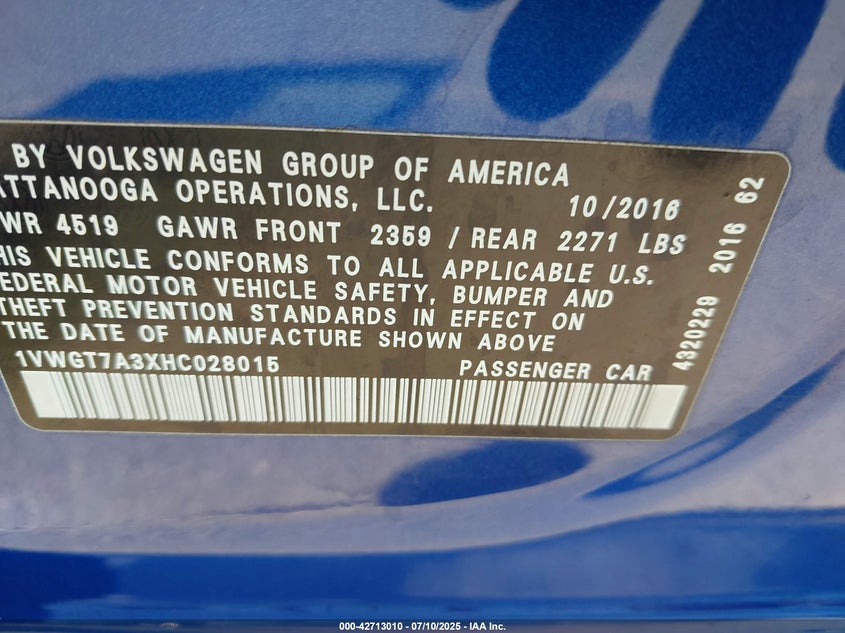 BY VOLKSWAGEN GROUP OF AMERICA
ATTANOOGA OPERATIONS, LLC. 10/2016
WR 4519 GAWR FRONT 2359 / REAR 2271 LBS
HIS VEHICLE CONFORMS TO ALL APPLICABLE U.S.
EDERAL MOTOR VEHICLE SAFETY, BUMPER AND
THEFT PREVENTION STANDARDS IN EFFECT ON
THE DATE OF MANUFACTURE SHOWN ABOVE
1VWGT7A3XHC028015 PASSENGER CAR
4320229 2016 62
000-42713010 - 07/10/2025 - IAA Inc.